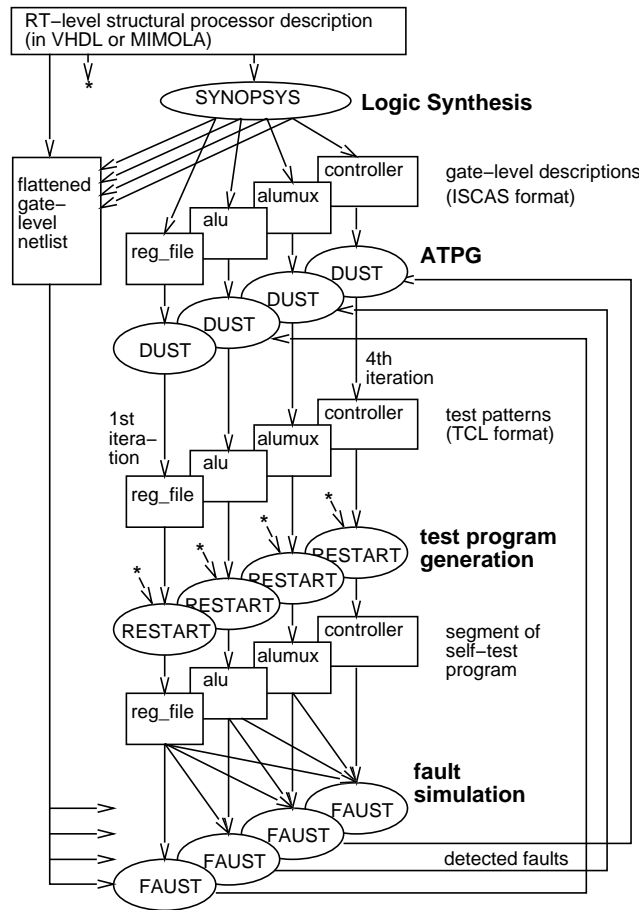 RT−level structural processor description
(in VHDL or MIMOLA)
*
SYNOPSYS
Logic Synthesis
flattened
gate−
level
netlist
controller
alumux
alu
reg_file
gate−level descriptions
(ISCAS format)
ATPG
DUST
DUST
DUST
DUST
4th
iteration
1st
itera−
tion
controller
alumux
alu
reg_file
test patterns
(TCL format)
*
*
*
*
RESTART
RESTART
RESTART
RESTART
test program
generation
controller
alumux
alu
reg_file
segment of
self−test
program
fault
simulation
FAUST
FAUST
FAUST
FAUST
detected faults